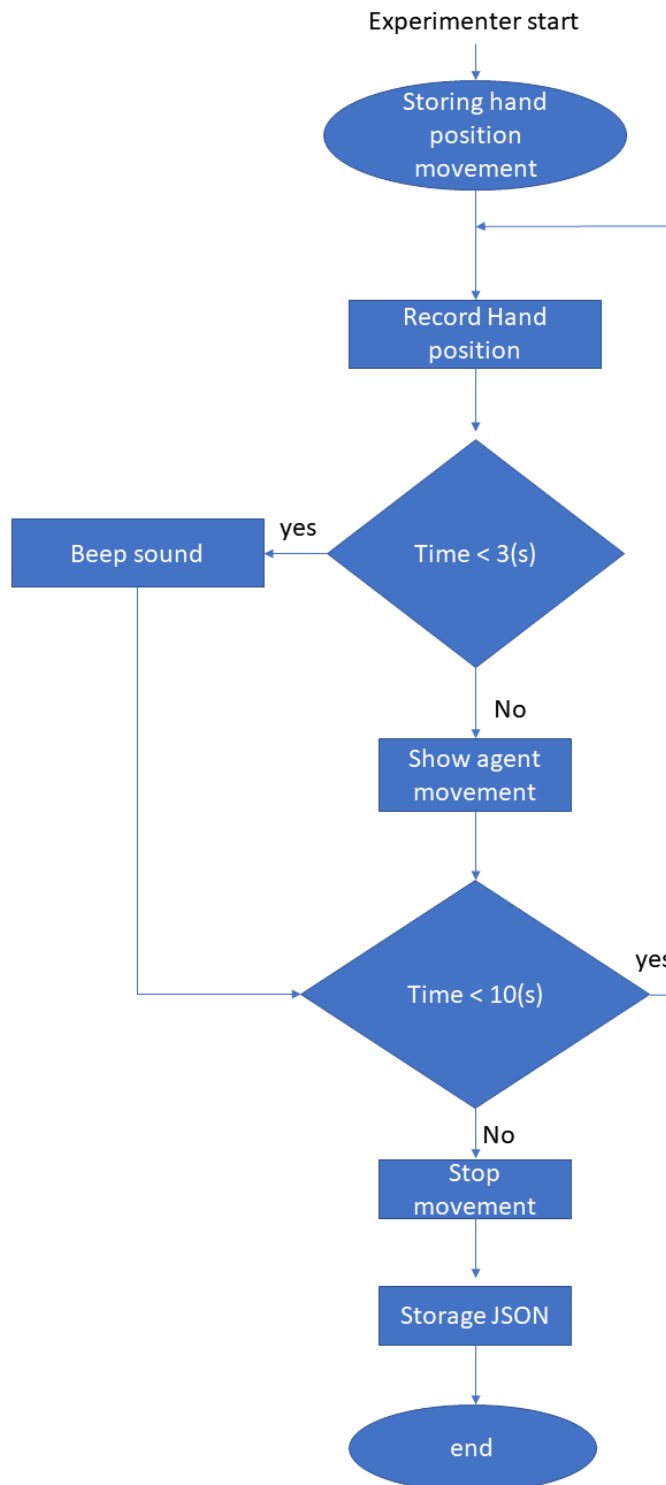 Experimenter start
Storing hand
position
movement
Record Hand
position
yes
Beep sound
Time < 3(s)
No
Show agent
movement
yes
Time < 10(s)
No
Stop
movement
Storage JSON
end